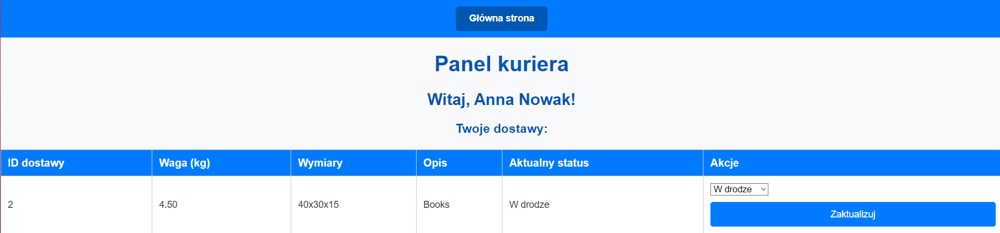 Główna strona
Panel kuriera
Witaj, Anna Nowak!
Twoje dostawy:
ID dostawy Waga (kg) Wymiary Opis Aktualny status Akcje
W drodze
2 4.50 40x30x15 Books W drodze
Zaktualizuj